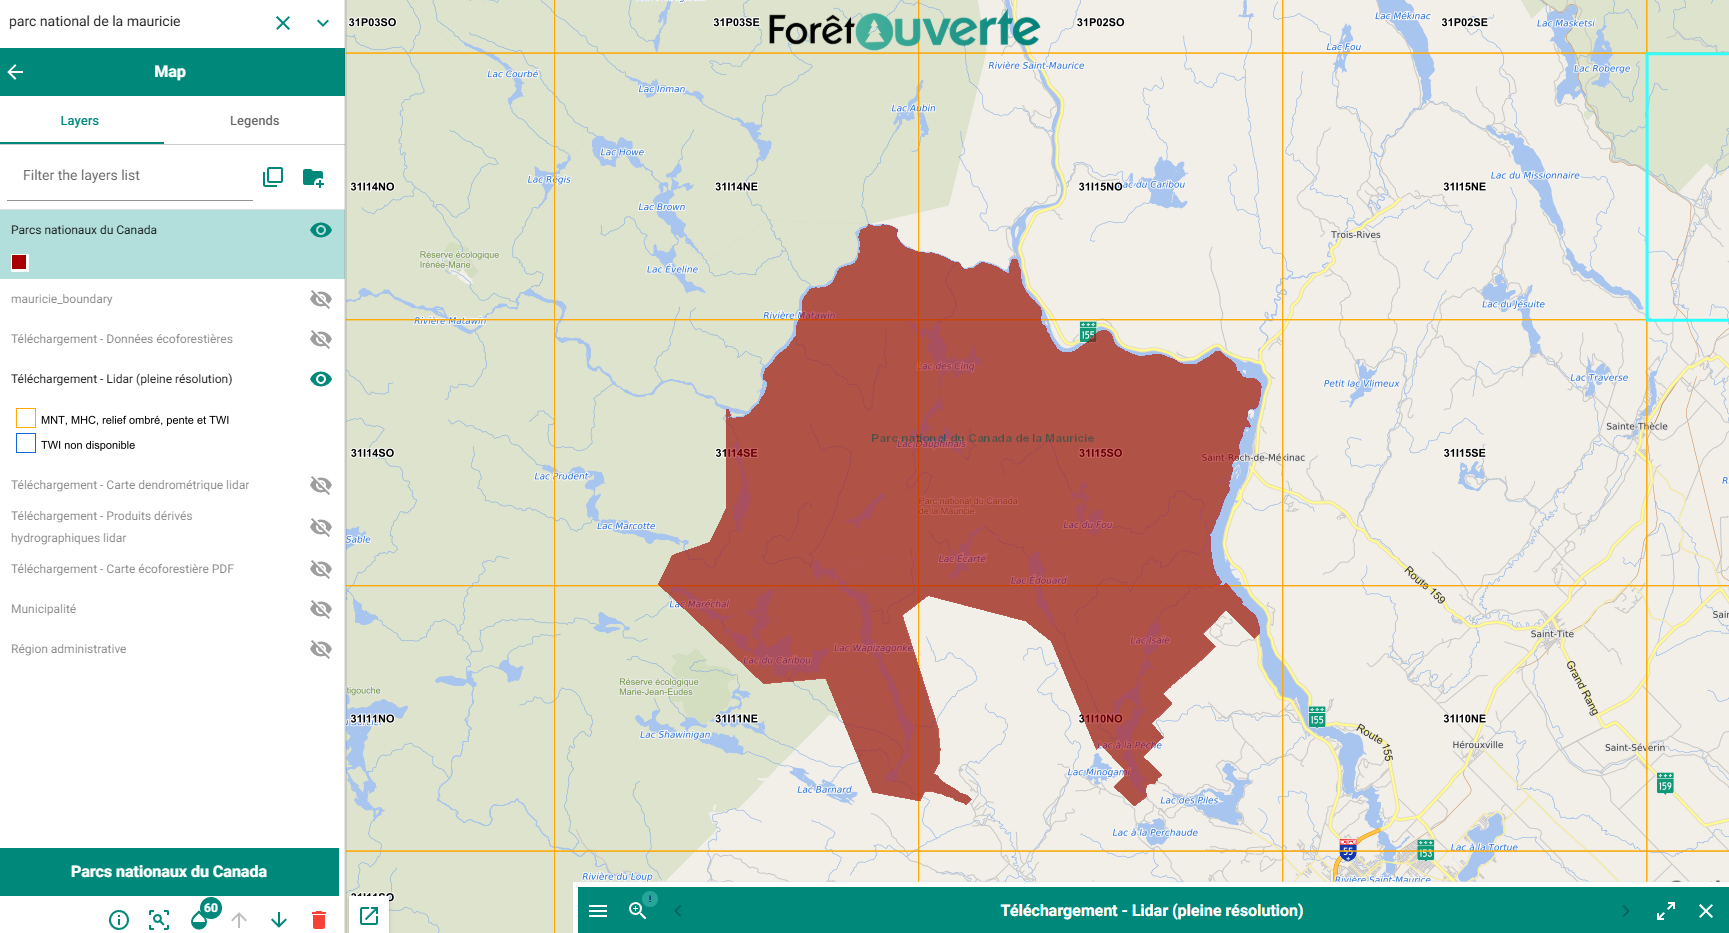 parc national de la mauricie
Map
Layers
Legends
Filter the layers list
Parcs nationaux du Canada
mauricie_boundary
Téléchargement - Données écoforestières
Téléchargement - Lidar (pleine résolution)
MNT, MHC, relief ombré, pente et TWI
TWI non disponible
Téléchargement - Carte dendrométrique lidar
Téléchargement - Produits dérivés
hydrographiques lidar
Téléchargement - Carte écoforestière PDF
Municipalité
Région administrative
Parcs nationaux du Canada
60
ForêtOuverte
31P03SO
31P03SE
31P02SO
31P02SE
Lac Mékinac
Lac
Masketsi
Lac Fou
Rivière Saint-Maurice
Lac Roberge
Lac Courbé
Lac Inman
Lac Aubin
Lac Howe
Lac Régis
Lac du Missionnaire
31I14NO
31I14NE
31I15NO
Lac du Caribou
31I15NE
Lac Brown
Trois-Rives
Réserve écologique
Irénée-Marie
Lac Éveline
Lac du Jésuite
Rivière Matawin
Rivière Matawin
155
Lac des Cinq
Lac Traverse
Petit lac Vlimeux
Sainte-Thècle
Parc national du Canada de la Mauricie
Lac Dauphinais
31I14SO
31I14SE
31I15SO
Saint-Roch-de-Mékinac
31I15SE
Lac Prudent
R
Parc national du Canada
de la Mauricie
Lac Marcotte
Lac du Fou
Sable
Lac Écarté
Lac Édouard
Route 159
Lac Maréchal
Sain
Saint-Tite
Lac Isaïe
Lac Wapizagonke
Lac du Caribou
Réserve écologique
Marie-Jean-Eudes
Grand Rang
tigouche
31I11NO
31I11NE
31I10NO
155
31I10NE
Lac Shawinigan
Route 155
Hérouxville
Saint-Séverin
Lac à la Pêche
Lac Minogami
159
Lac Barnard
Lac des Piles
Lac à la Perchaude
55
153
Lac à la Tortue
Rivière du Loup
Rivière Saint-Maurice
31I11SO
!
Téléchargement - Lidar (pleine résolution)